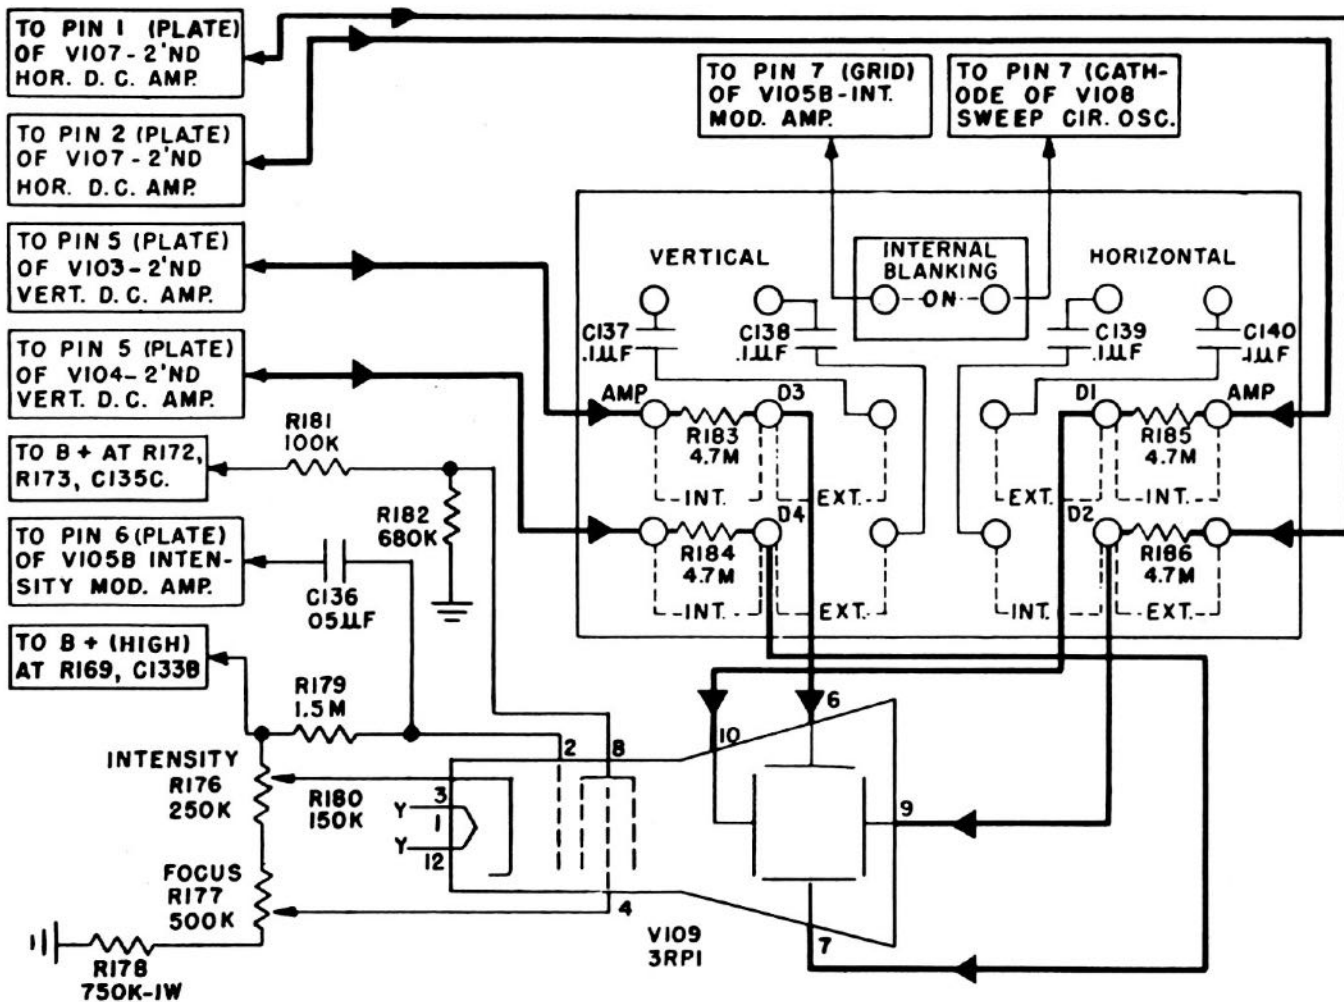 TO PIN 1 (PLATE)
OF V107-2'ND
HOR. D.C. AMP.
TO PIN 2 (PLATE)
OF V107-2'ND
HOR. D.C. AMP.
TO PIN 5 (PLATE)
OF V103-2'ND
VERT. D.C. AMP.
TO PIN 5 (PLATE)
OF V104-2'ND
VERT. D.C. AMP.
TO B + AT R172,
R173, C135C.
TO PIN 6 (PLATE)
OF V105B INTEN-
SITY MOD. AMP.
TO B + (HIGH)
AT R169, C133B
TO PIN 7 (GRID)
OF V105B-INT.
MOD. AMP.
TO PIN 7 (CATH-
ODE OF V108
SWEEP CIR. OSC.
VERTICAL
INTERNAL
BLANKING
ON
HORIZONTAL
C137
.1µF
C138
.1µF
C139
.1µF
C140
.1µF
AMP
D3
D1
AMP
R183
4.7M
R185
4.7M
INT.
EXT.
EXT.
INT.
D4
D2
R184
4.7M
R186
4.7M
INT.
EXT.
INT.
EXT.
R181
100K
R182
680K
C136
05µF
R179
1.5M
INTENSITY
R176
250K
R180
150K
FOCUS
R177
500K
R178
750K-1W
Y
3
1
Y
12
2
8
4
10
6
9
7
V109
3RP1